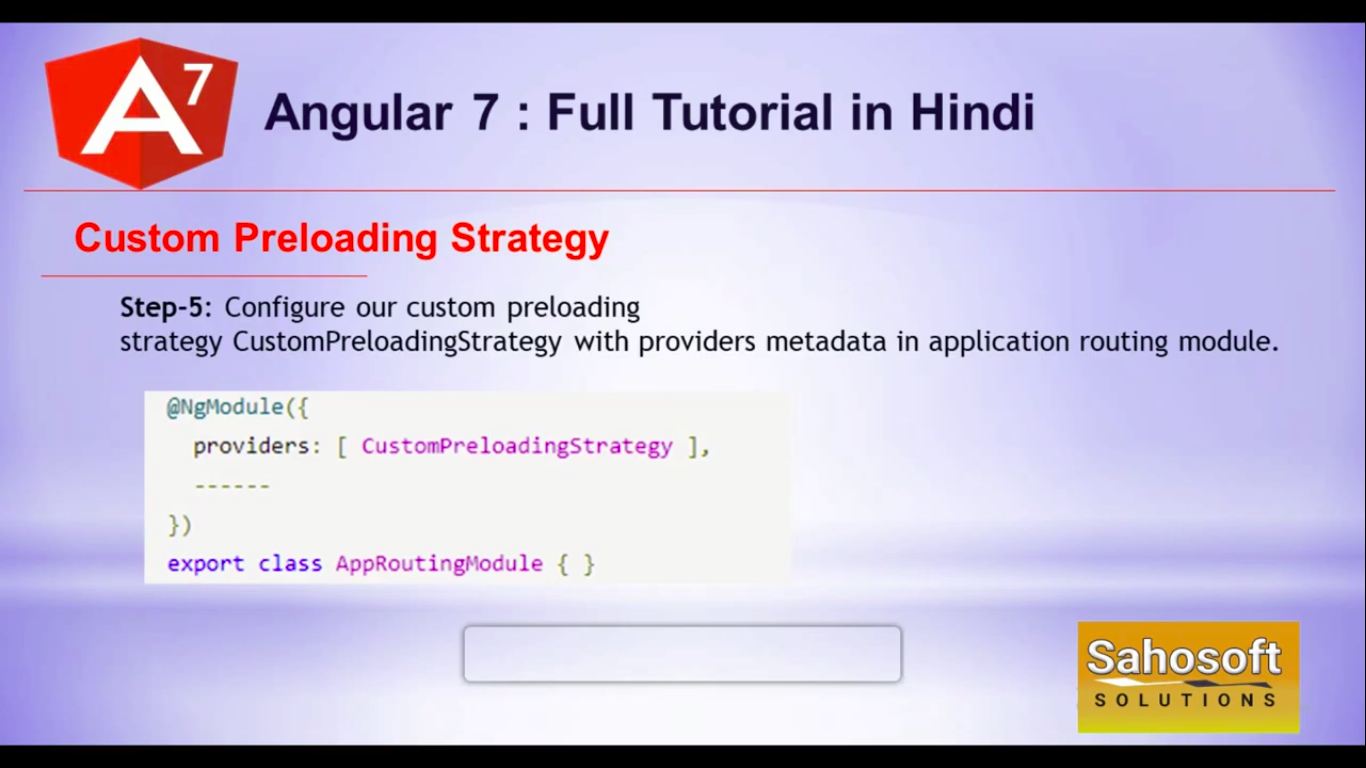 A7
Angular 7 : Full Tutorial in Hindi
Custom Preloading Strategy
Step-5: Configure our custom preloading
strategy CustomPreloadingStrategy with providers metadata in application routing module.
@NgModule({
providers: [ CustomPreloadingStrategy ],
------
})
export class AppRoutingModule { }
Sahosoft
SOLUTIONS